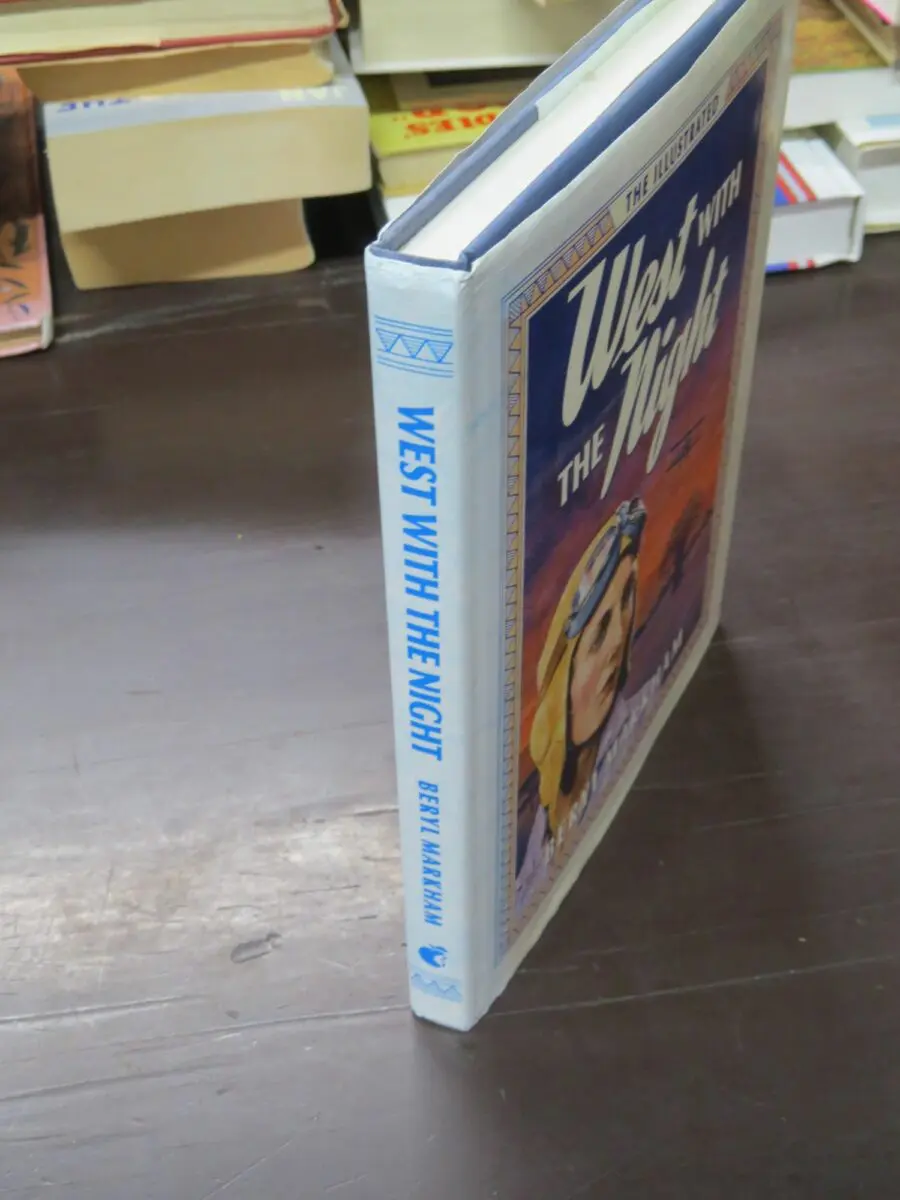 THE ILLUSTRATED
West WITH
THE Night
WEST WITH THE NIGHT
BERYL MARKHAM